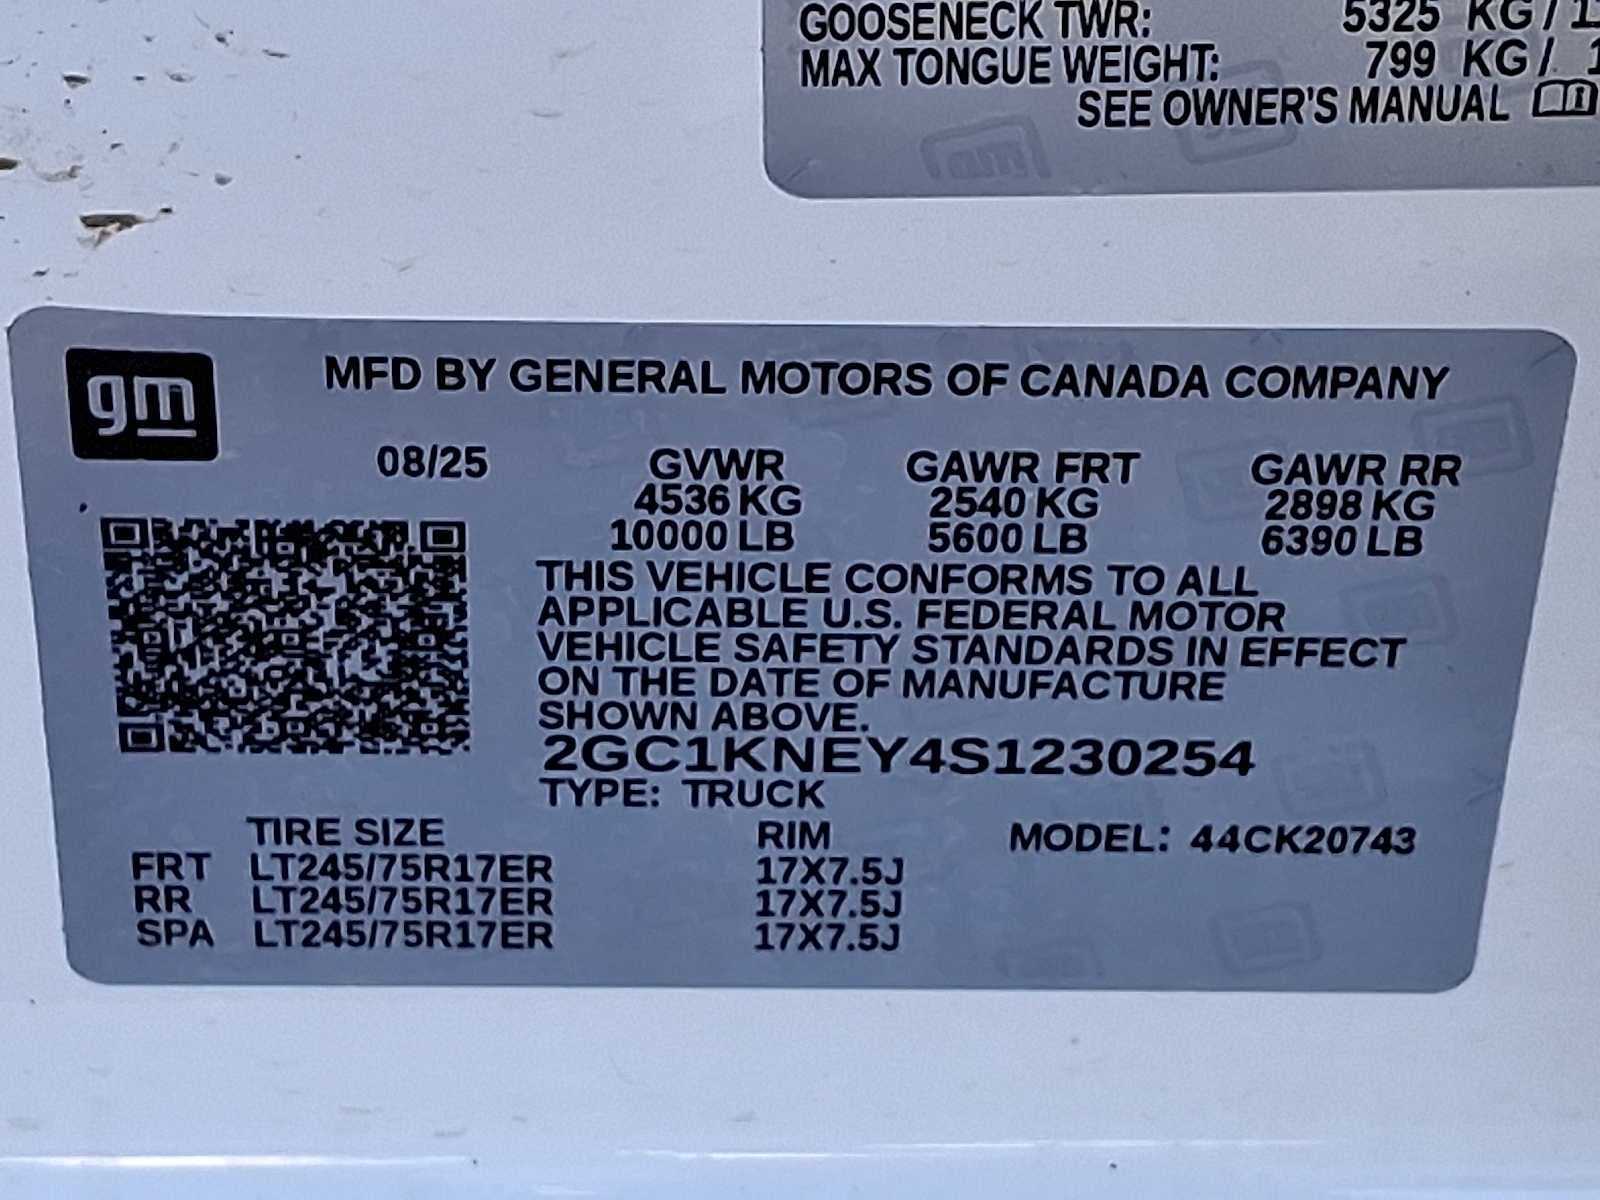 GOOSENECK TWR: 5325 KG /
MAX TONGUE WEIGHT: 799 KG /
SEE OWNER'S MANUAL
gm
MFD BY GENERAL MOTORS OF CANADA COMPANY
08/25 GVWR GAWR FRT GAWR RR
4536 KG 2540 KG 2898 KG
10000 LB 5600 LB 6390 LB
THIS VEHICLE CONFORMS TO ALL
APPLICABLE U.S. FEDERAL MOTOR
VEHICLE SAFETY STANDARDS IN EFFECT
ON THE DATE OF MANUFACTURE
SHOWN ABOVE.
2GC1KNEY4S1230254
TYPE: TRUCK
TIRE SIZE RIM MODEL: 44CK20743
FRT LT245/75R17ER 17X7.5J
RR LT245/75R17ER 17X7.5J
SPA LT245/75R17ER 17X7.5J